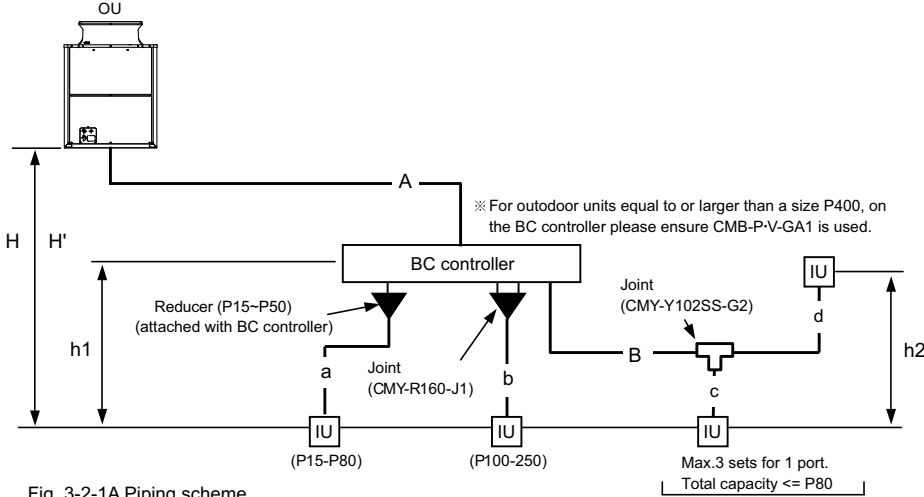 OU
A
※ For outodoor units equal to or larger than a size P400, on
the BC controller please ensure CMB-P·V-GA1 is used.
H
H'
BC controller
IU
Reducer (P15~P50)
(attached with BC controller)
Joint
(CMY-Y102SS-G2)
d
h1
h2
a
Joint
(CMY-R160-J1)
b
B
c
IU
IU
IU
(P15-P80)
(P100-250)
Max.3 sets for 1 port.
Total capacity <= P80
Fig. 3-2-1A Piping scheme